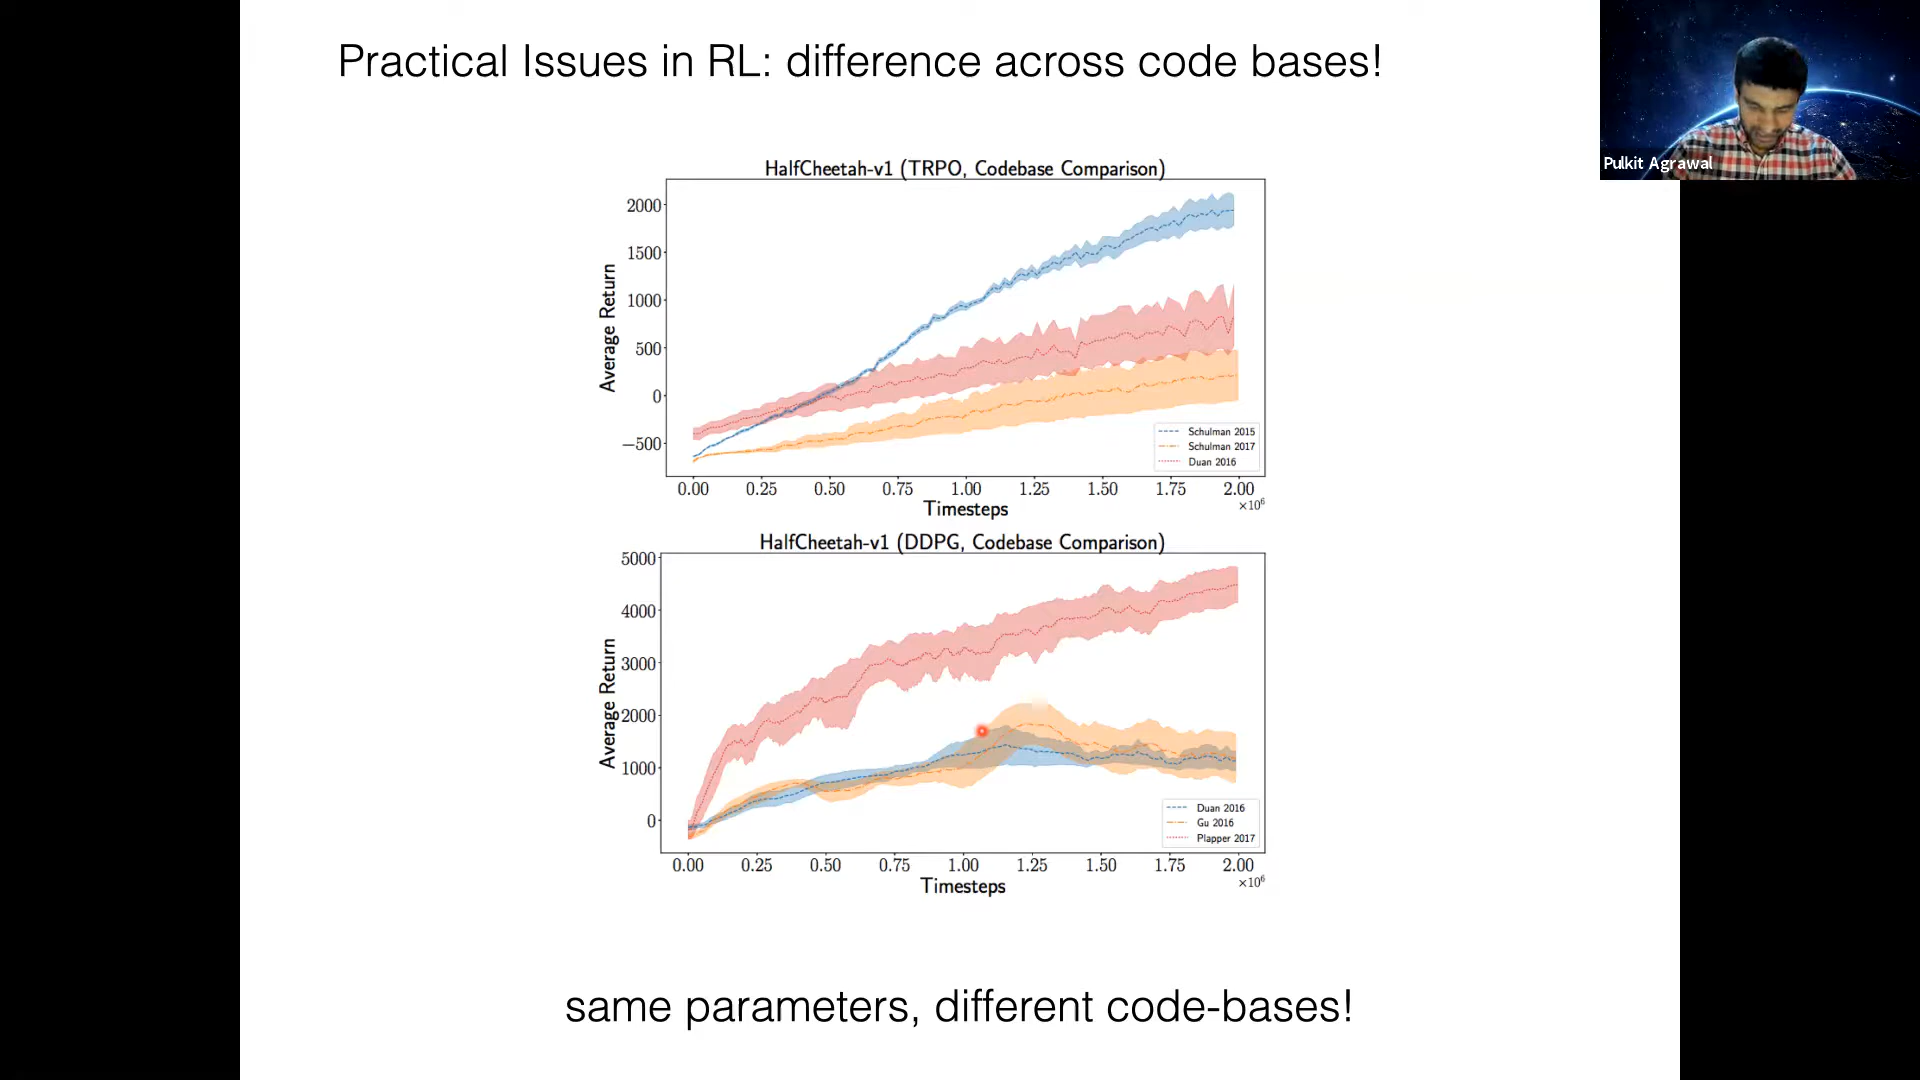 Practical Issues in RL: difference across code bases!
Pulkit Agrawal
HalfCheetah-v1 (TRPO, Codebase Comparison)
2000
1500
1000
500
0
−500
Average Return
Schulman 2015
Schulman 2017
Duan 2016
0.00 0.25 0.50 0.75 1.00 1.25 1.50 1.75 2.00
×10⁶
Timesteps
HalfCheetah-v1 (DDPG, Codebase Comparison)
5000
4000
3000
2000
1000
0
Average Return
Duan 2016
Gu 2016
Plapper 2017
0.00 0.25 0.50 0.75 1.00 1.25 1.50 1.75 2.00
×10⁶
Timesteps
same parameters, different code-bases!